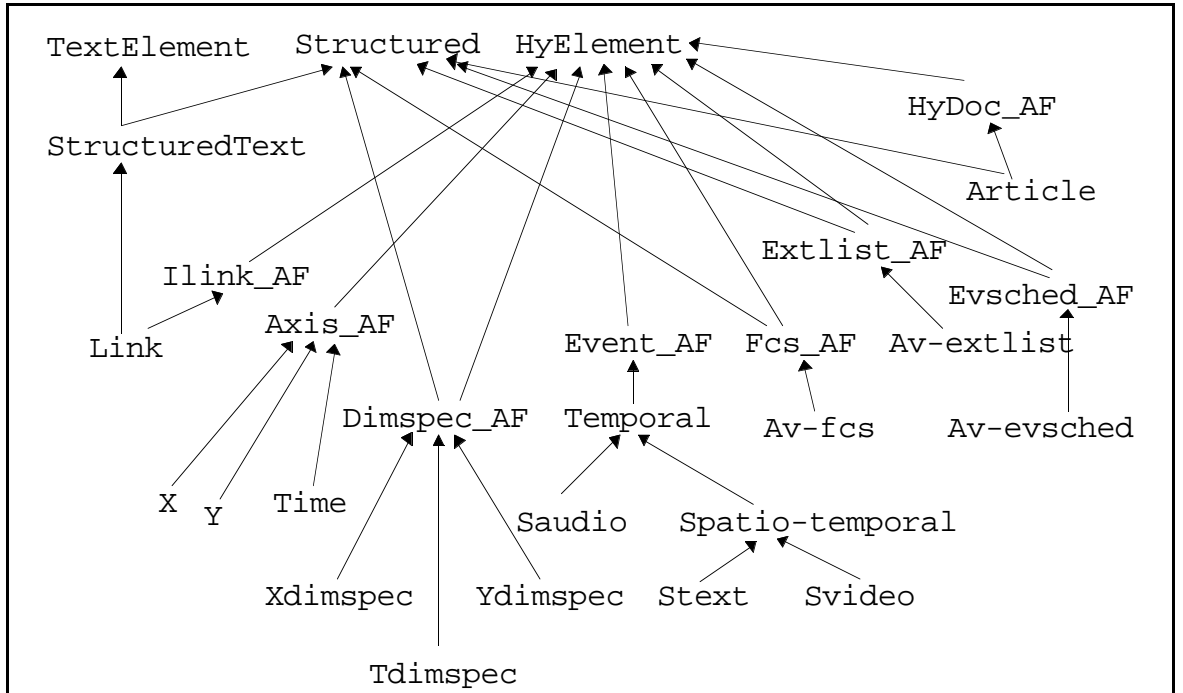 TextElement
Structured
HyElement
HyDoc_AF
StructuredText
Article
Extlist_AF
Ilink_AF
Evsched_AF
Axis_AF
Link
Event_AF
Fcs_AF
Av-extlist
Dimspec_AF
Temporal
Av-fcs
Av-evsched
X
Y
Time
Saudio
Spatio-temporal
Xdimspec
Ydimspec
Stext
Svideo
Tdimspec